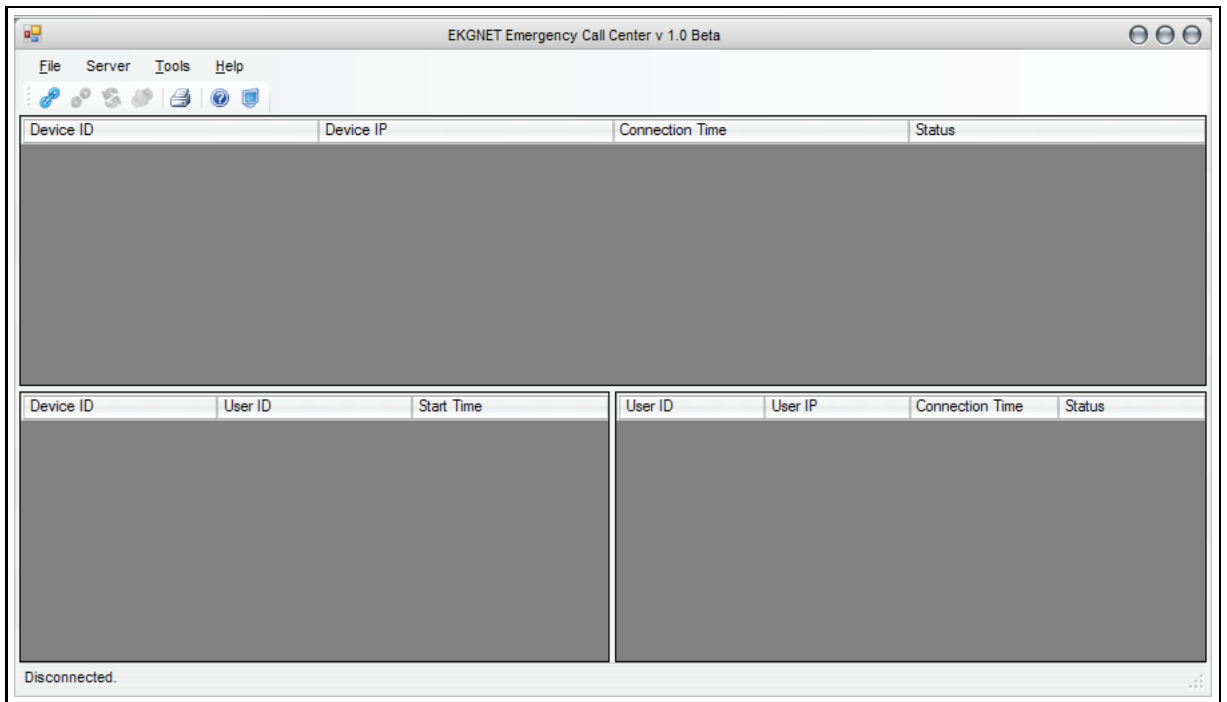 EKGNET Emergency Call Center v 1.0 Beta
File Server Tools Help
Device ID Device IP Connection Time Status
Device ID User ID Start Time User ID User IP Connection Time Status
Disconnected.